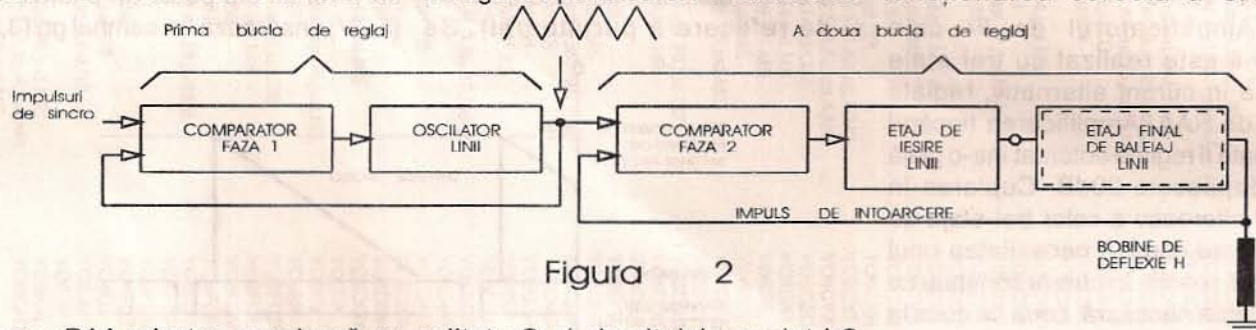 Prima bucla de reglaj
A doua bucla de reglaj
Impulsuri
de sincro
COMPARATOR
FAZA 1
OSCILATOR
LINII
COMPARATOR
FAZA 2
ETAJ DE
IESIRE
LINII
ETAJ FINAL
DE BALEIAJ
LINII
IMPULS DE INTOARCERE
BOBINE DE
DEFLEXIE H
Figura 2